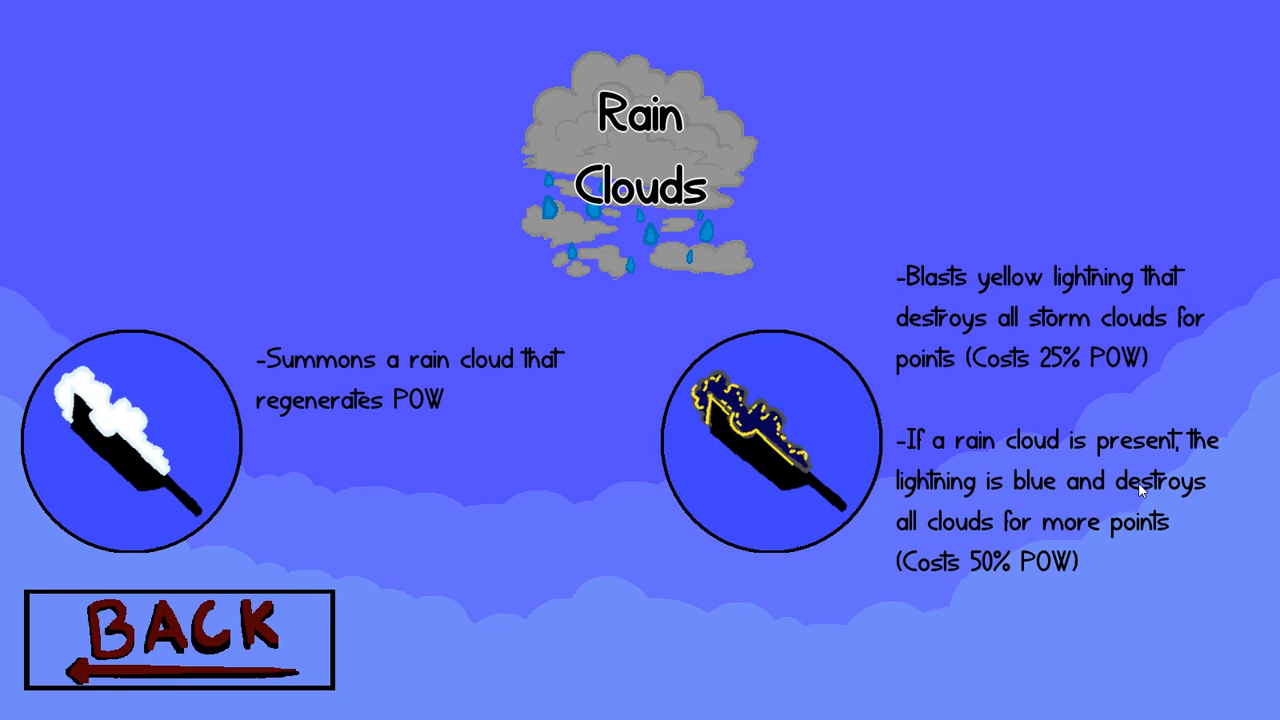 Rain
Clouds
-Summons a rain cloud that
regenerates POW
-Blasts yellow lightning that
destroys all storm clouds for
points (Costs 25% POW)
-If a rain cloud is present, the
lightning is blue and destroys
all clouds for more points
(Costs 50% POW)
BACK